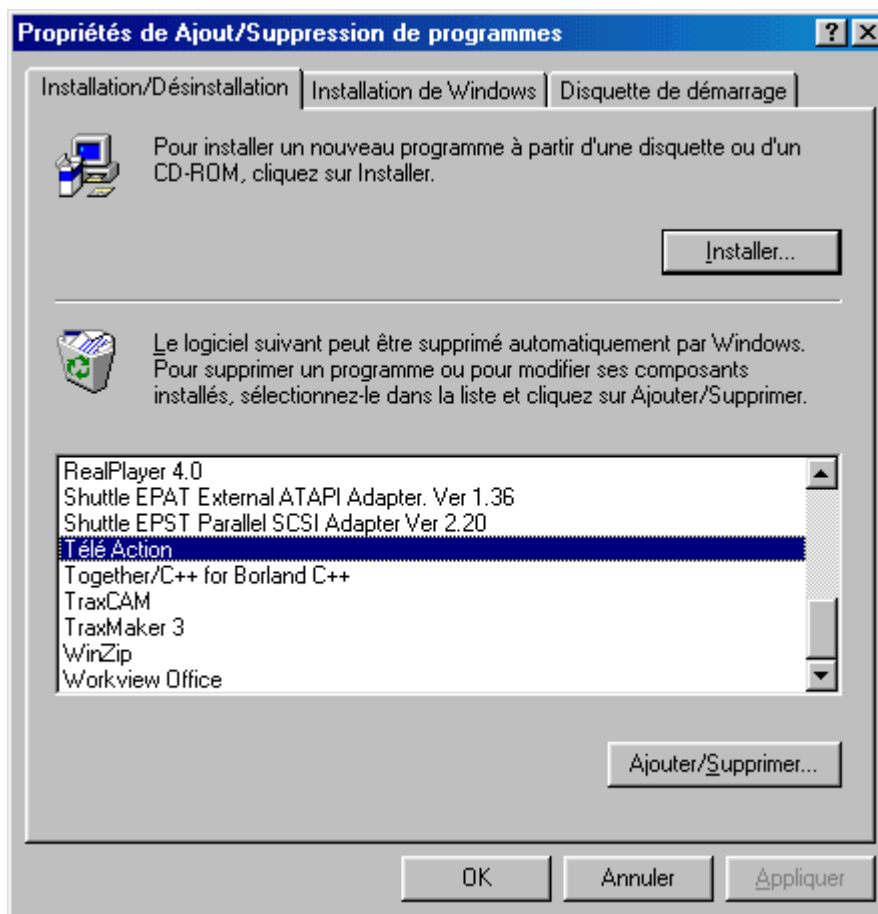 Propriétés de Ajout/Suppression de programmes
Installation/Désinstallation Installation de Windows Disquette de démarrage
Pour installer un nouveau programme à partir d'une disquette ou d'un
CD-ROM, cliquez sur Installer.
Installer...
Le logiciel suivant peut être supprimé automatiquement par Windows.
Pour supprimer un programme ou pour modifier ses composants
installés, sélectionnez-le dans la liste et cliquez sur Ajouter/Supprimer.
RealPlayer 4.0
Shuttle EPAT External ATAPI Adapter. Ver 1.36
Shuttle EPST Parallel SCSI Adapter Ver 2.20
Télé Action
Together/C++ for Borland C++
TraxCAM
TraxMaker 3
WinZip
Workview Office
Ajouter/Supprimer...
OK Annuler Appliquer